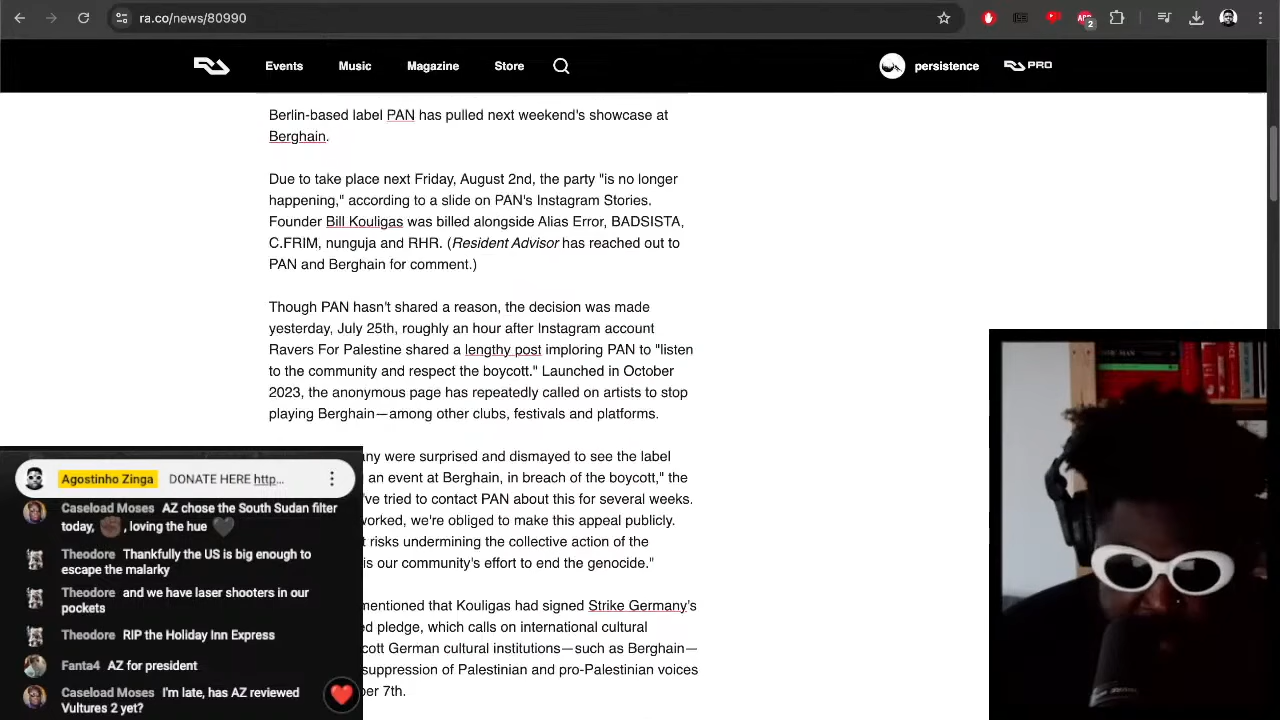 ra.co/news/80990
2
Events
Music
Magazine
Store
persistence
PRO
Berlin-based label PAN has pulled next weekend's showcase at
Berghain.
Due to take place next Friday, August 2nd, the party "is no longer
happening," according to a slide on PAN's Instagram Stories.
Founder Bill Kouligas was billed alongside Alias Error, BADSISTA,
C.FRIM, nunguja and RHR. (Resident Advisor has reached out to
PAN and Berghain for comment.)
Though PAN hasn't shared a reason, the decision was made
yesterday, July 25th, roughly an hour after Instagram account
Ravers For Palestine shared a lengthy post imploring PAN to "listen
to the community and respect the boycott." Launched in October
2023, the anonymous page has repeatedly called on artists to stop
playing Berghain—among other clubs, festivals and platforms.
any were surprised and dismayed to see the label
an event at Berghain, in breach of the boycott," the
've tried to contact PAN about this for several weeks.
worked, we're obliged to make this appeal publicly.
t risks undermining the collective action of the
is our community's effort to end the genocide."
mentioned that Kouligas had signed Strike Germany's
ed pledge, which calls on international cultural
cott German cultural institutions—such as Berghain—
suppression of Palestinian and pro-Palestinian voices
ber 7th.
Agostinho Zinga DONATE HERE http...
Caseload Moses AZ chose the South Sudan filter
today, ✊🏾, loving the hue 🖤
Theodore Thankfully the US is big enough to
escape the malarky
Theodore and we have laser shooters in our
pockets
Theodore RIP the Holiday Inn Express
Fanta4 AZ for president
Caseload Moses I'm late, has AZ reviewed
Vultures 2 yet?